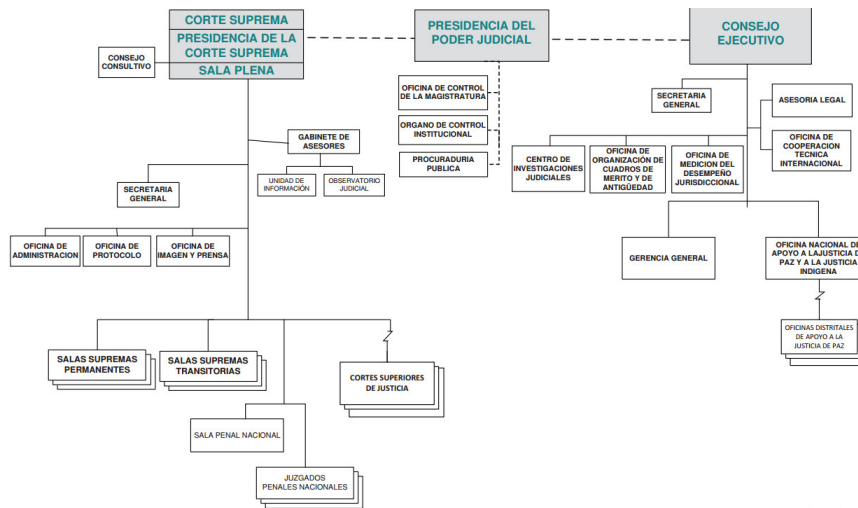 CORTE SUPREMA
PRESIDENCIA DE LA
CORTE SUPREMA
SALA PLENA
CONSEJO
CONSULTIVO
PRESIDENCIA DEL
PODER JUDICIAL
CONSEJO
EJECUTIVO
OFICINA DE CONTROL
DE LA MAGISTRATURA
ORGANO DE CONTROL
INSTITUCIONAL
PROCURADURIA
PUBLICA
SECRETARIA
GENERAL
ASESORIA LEGAL
OFICINA DE
COOPERACION
TECNICA
INTERNACIONAL
GABINETE DE
ASESORES
UNIDAD DE
INFORMACIÓN
OBSERVATORIO
JUDICIAL
SECRETARIA
GENERAL
CENTRO DE
INVESTIGACIONES
JUDICIALES
OFICINA DE
ORGANIZACIÓN DE
CUADROS DE
MERITO Y DE
ANTIGÜEDAD
OFICINA DE
MEDICION DEL
DESEMPEÑO
JURISDICCIONAL
OFICINA DE
ADMINISTRACION
OFICINA DE
PROTOCOLO
OFICINA DE
IMAGEN Y PRENSA
GERENCIA GENERAL
OFICINA NACIONAL DE
APOYO A LAJUSTICIA DE
PAZ Y A LA JUSTICIA
INDIGENA
OFICINAS DISTRITALES
DE APOYO A LA
JUSTICIA DE PAZ
SALAS SUPREMAS
PERMANENTES
SALAS SUPREMAS
TRANSITORIAS
CORTES SUPERIORES
DE JUSTICIA
SALA PENAL NACIONAL
JUZGADOS
PENALES NACIONALES